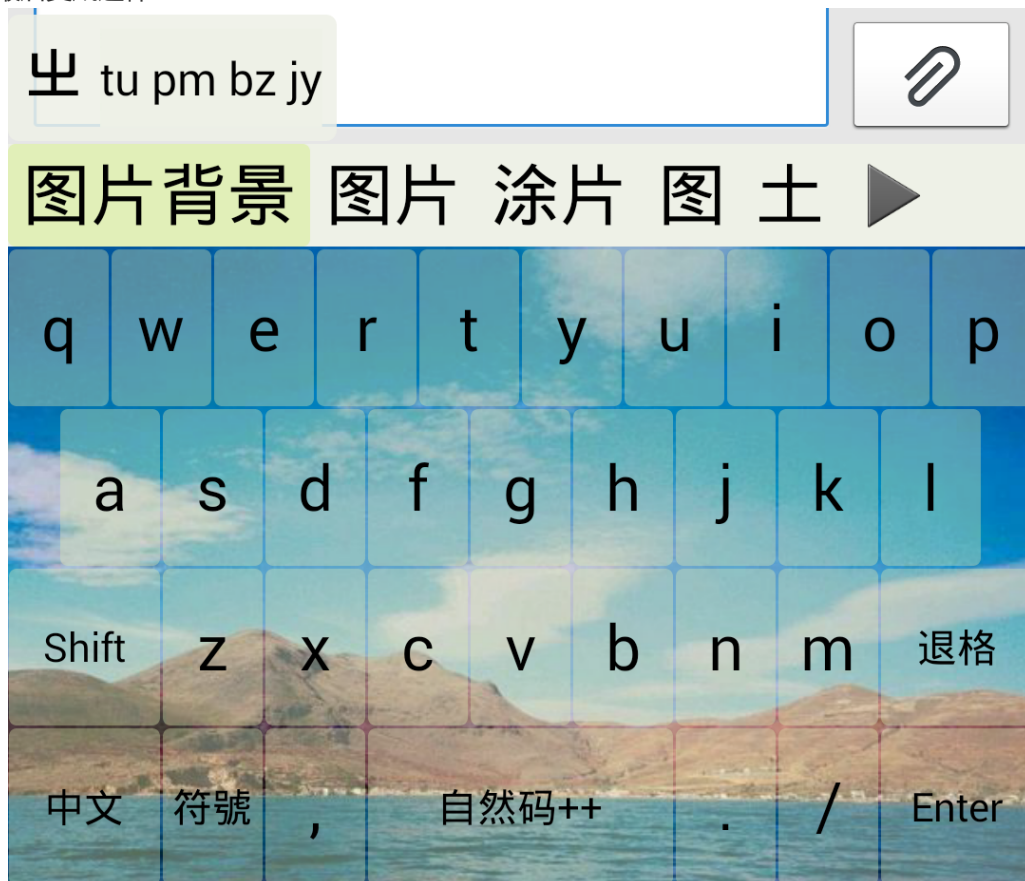 㞢 tu pm bz jy
图片背景 图片 涂片 图 土
q w e r t y u i o p
a s d f g h j k l
Shift z x c v b n m 退格
中文 符號 , 自然码++ . / Enter